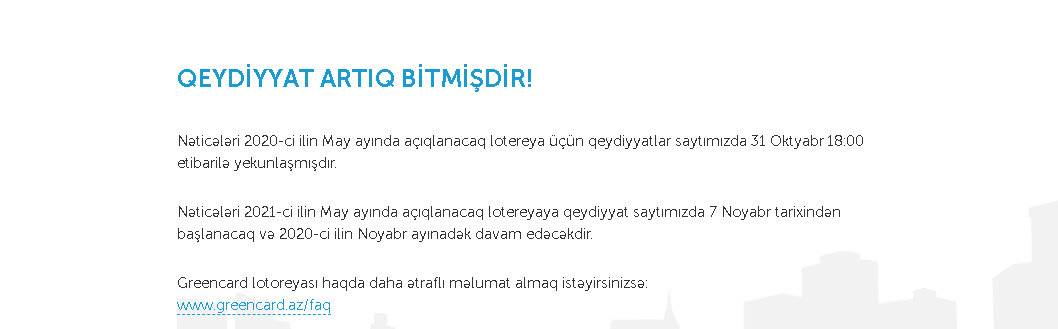 QEYDİYYAT ARTIQ BİTMİŞDİR!
Nəticələri 2020-ci ilin May ayında açıqlanacaq lotereya üçün qeydiyyatlar saytımızda 31 Oktyabr 18:00
etibarilə yekunlaşmışdır.
Nəticələri 2021-ci ilin May ayında açıqlanacaq lotereyaya qeydiyyat saytımızda 7 Noyabr tarixindən
başlanacaq və 2020-ci ilin Noyabr ayınadək davam edəcəkdir.
Greencard lotoreyası haqda daha ətraflı məlumat almaq istəyirsinizsə:
www.greencard.az/faq